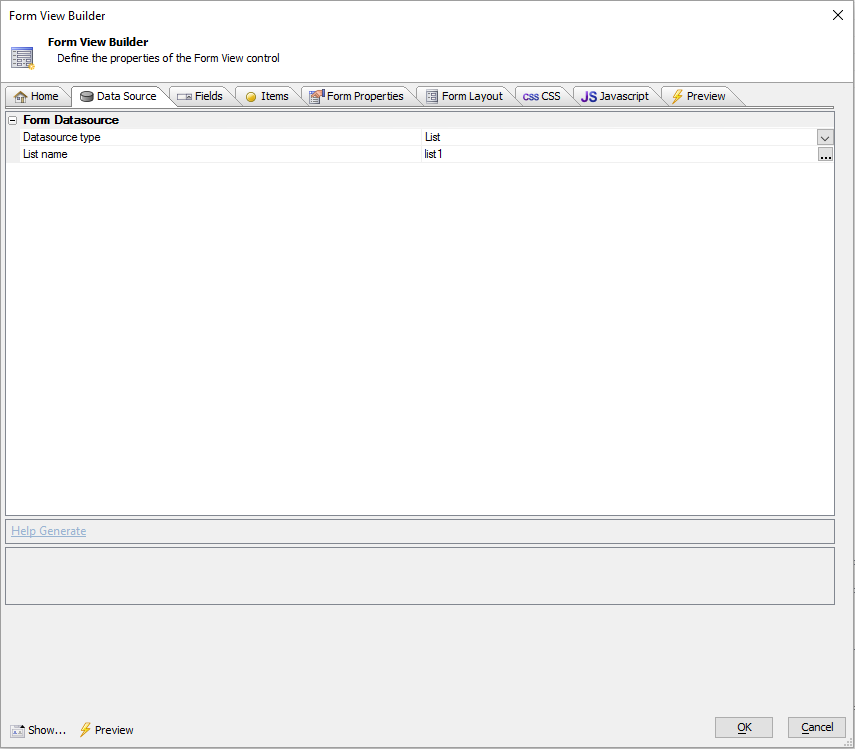 Form View Builder
Form View Builder
Define the properties of the Form View control
Home Data Source Fields Items Form Properties Form Layout CSS CSS JS Javascript Preview
Form Datasource
Datasource type List
List name list1
Help Generate
Show... Preview OK Cancel